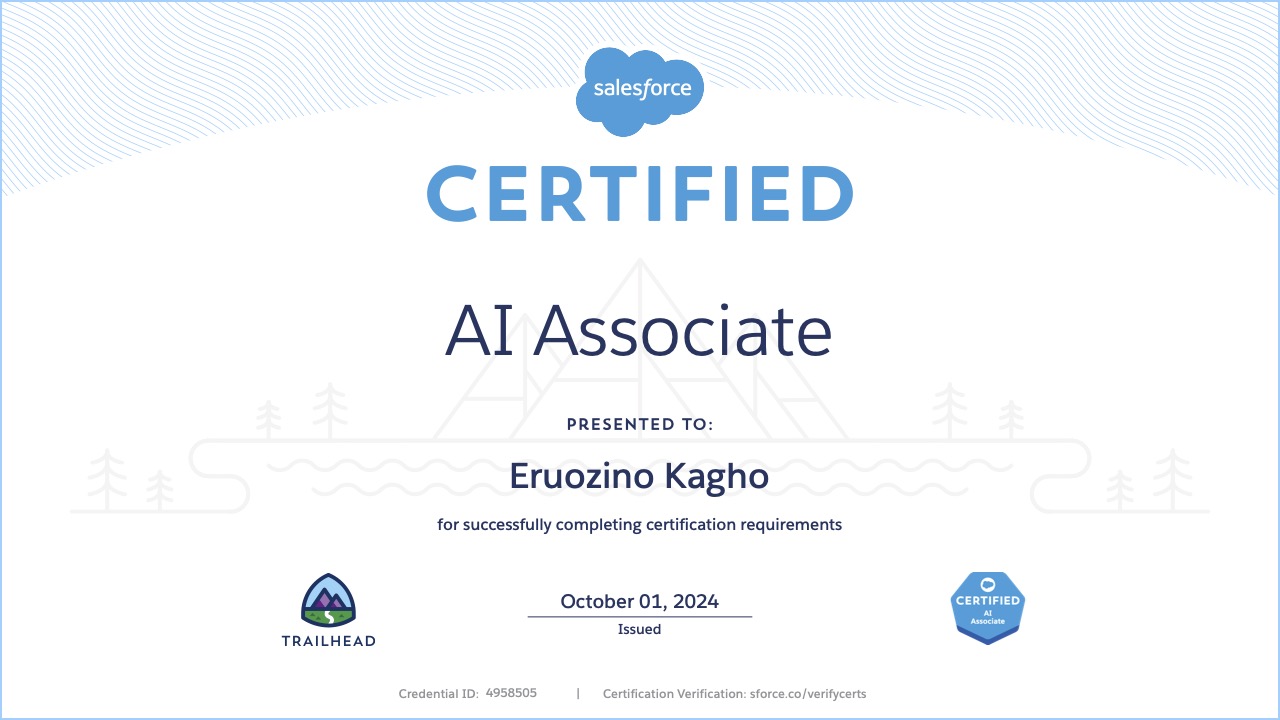 salesforce
CERTIFIED
AI Associate
PRESENTED TO:
Eruozino Kagho
for successfully completing certification requirements
TRAILHEAD
October 01, 2024
Issued
CERTIFIED
AI
Associate
Credential ID: 4958505 | Certification Verification: sforce.co/verifycerts